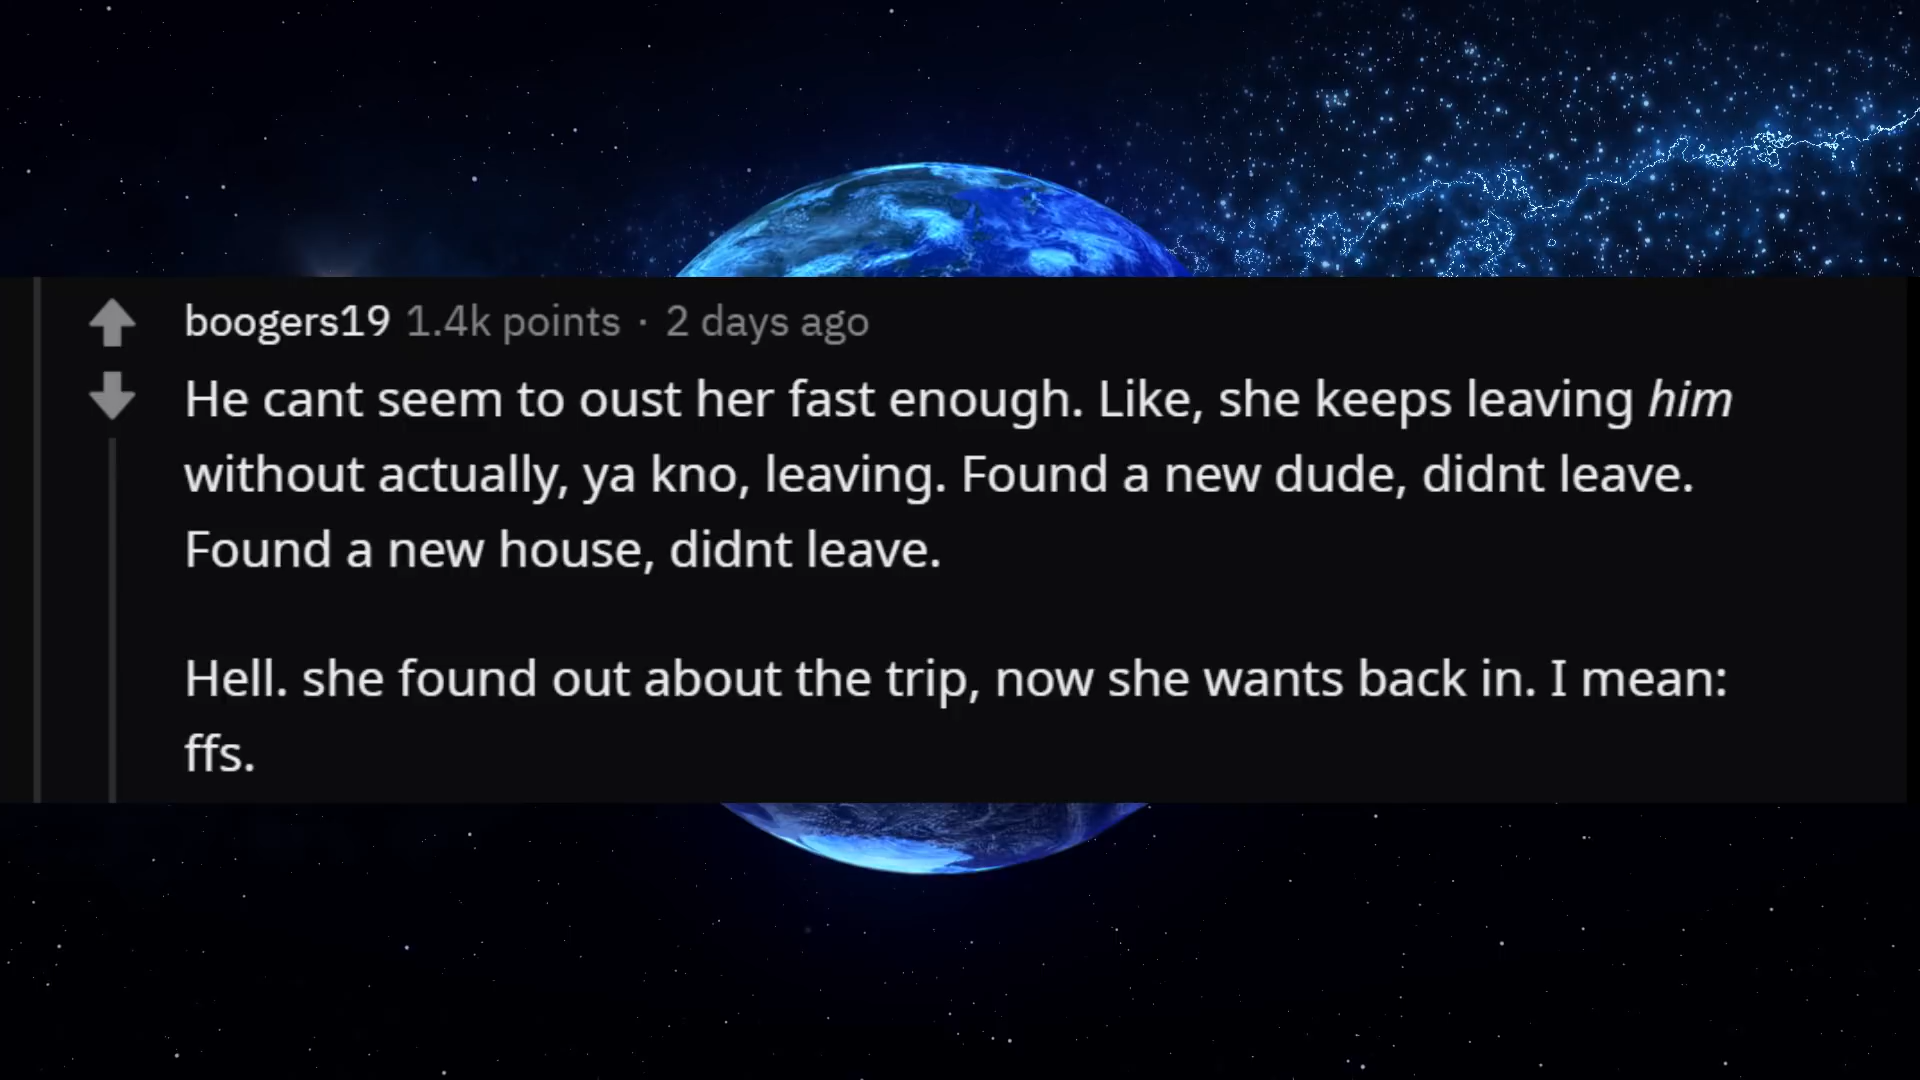 boogers19 1.4k points · 2 days ago
He cant seem to oust her fast enough. Like, she keeps leaving him
without actually, ya kno, leaving. Found a new dude, didnt leave.
Found a new house, didnt leave.
Hell. she found out about the trip, now she wants back in. I mean:
ffs.